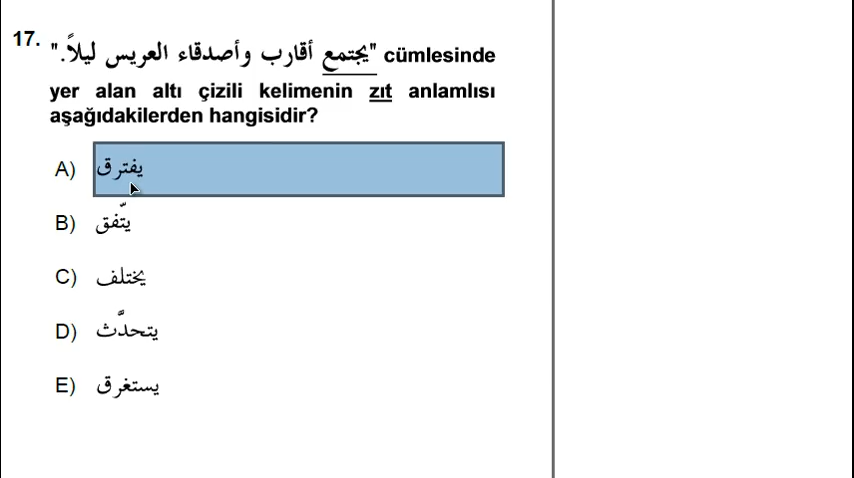 17. "يجتمع أقارب وأصدقاء العريس ليلاً." cümlesinde
yer alan altı çizili kelimenin zıt anlamlısı
aşağıdakilerden hangisidir?
A) يفترق
B) يتّفق
C) يختلف
D) يتحدَّث
E) يستغرق